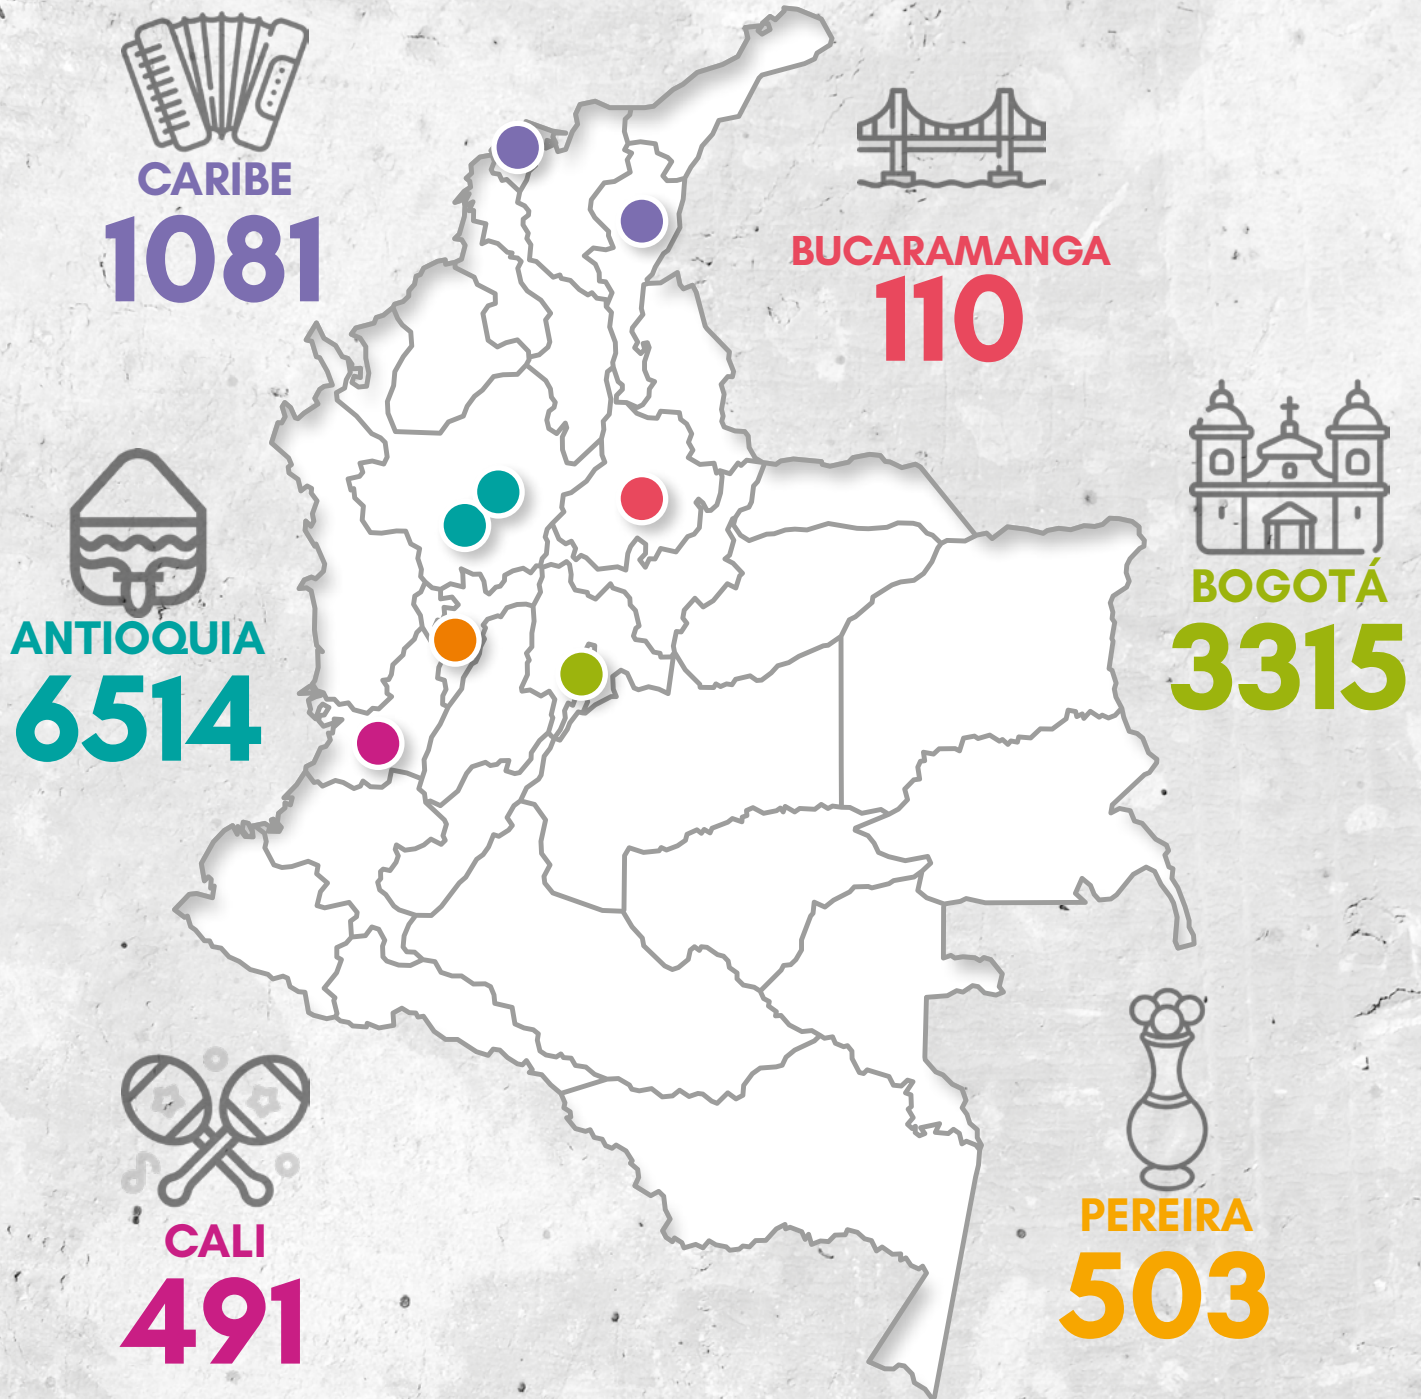 CARIBE
1081
BUCARAMANGA
110
ANTIOQUIA
6514
BOGOTÁ
3315
CALI
491
PEREIRA
503